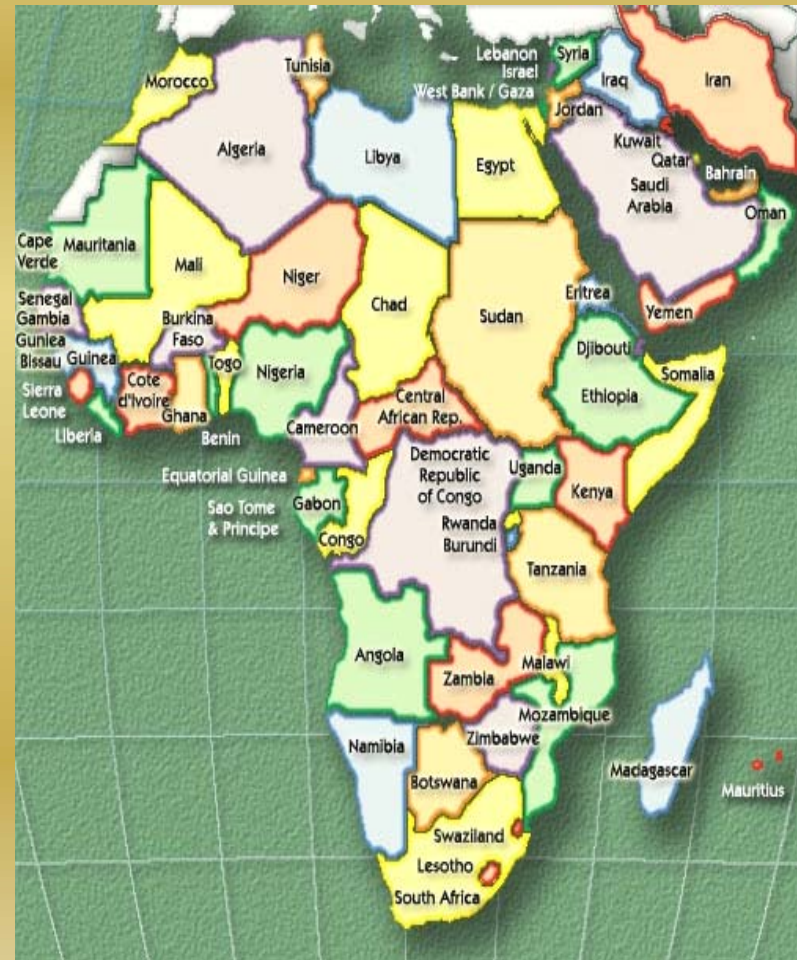 Lebanon
Israel
West Bank / Gaza
Syria
Iraq
Iran
Jordan
Kuwait
Qatar
Bahrain
Saudi
Arabia
Oman
Yemen
Morocco
Tunisia
Algeria
Libya
Egypt
Cape
Verde
Mauritania
Mali
Niger
Chad
Sudan
Eritrea
Senegal
Gambia
Guniea
Bissau
Guinea
Burkina
Faso
Togo
Nigeria
Djibouti
Ethiopia
Somalia
Sierra
Leone
Cote
d'Ivoire
Ghana
Liberia
Benin
Cameroon
Central
African Rep.
Equatorial Guinea
Sao Tome
& Principe
Gabon
Congo
Democratic
Republic
of Congo
Uganda
Kenya
Rwanda
Burundi
Tanzania
Angola
Zambia
Malawi
Mozambique
Namibia
Zimbabwe
Botswana
Madagascar
Mauritius
Swaziland
Lesotho
South Africa